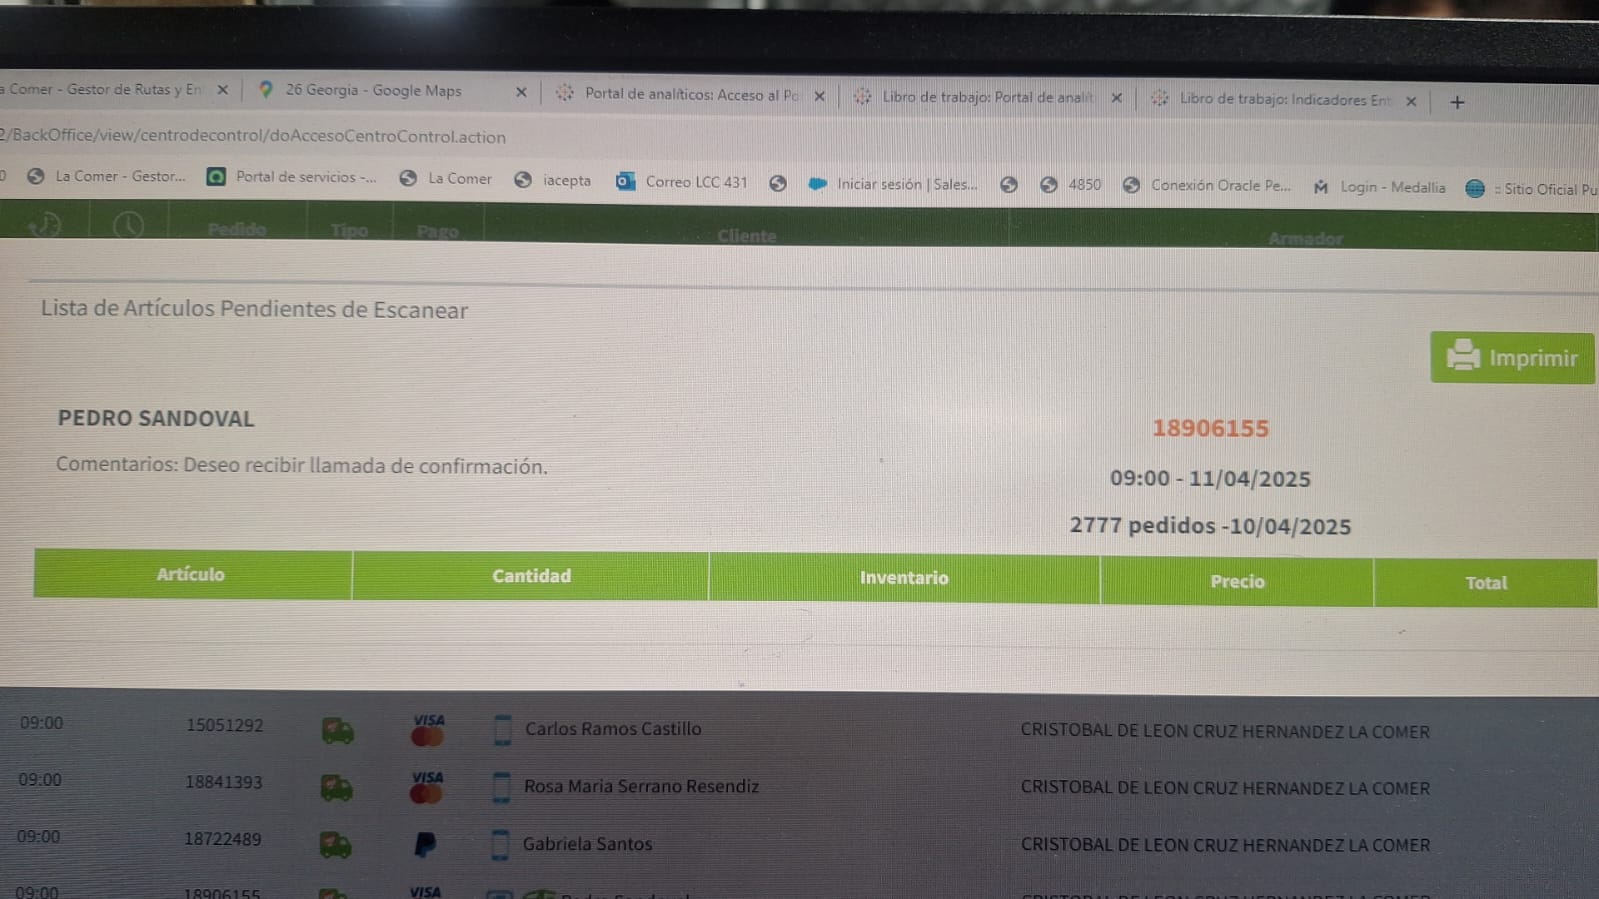 a Comer - Gestor de Rutas y En
26 Georgia - Google Maps
Portal de analíticos: Acceso al Po
Libro de trabajo: Portal de analít
Libro de trabajo: Indicadores Ent
2/BackOffice/view/centrodecontrol/doAccesoCentroControl.action
La Comer - Gestor...
Portal de servicios -...
La Comer
iacepta
Correo LCC 431
Iniciar sesión | Sales...
4850
Conexión Oracle Pe...
Login - Medallia
:: Sitio Oficial Pu
Pedido Tipo Pago Cliente Armador
Lista de Artículos Pendientes de Escanear
Imprimir
PEDRO SANDOVAL
18906155
Comentarios: Deseo recibir llamada de confirmación.
09:00 - 11/04/2025
2777 pedidos -10/04/2025
Artículo Cantidad Inventario Precio Total
09:00 15051292 VISA Carlos Ramos Castillo CRISTOBAL DE LEON CRUZ HERNANDEZ LA COMER
09:00 18841393 VISA Rosa Maria Serrano Resendiz CRISTOBAL DE LEON CRUZ HERNANDEZ LA COMER
09:00 18722489 Gabriela Santos CRISTOBAL DE LEON CRUZ HERNANDEZ LA COMER
09:00 18906155 VISA